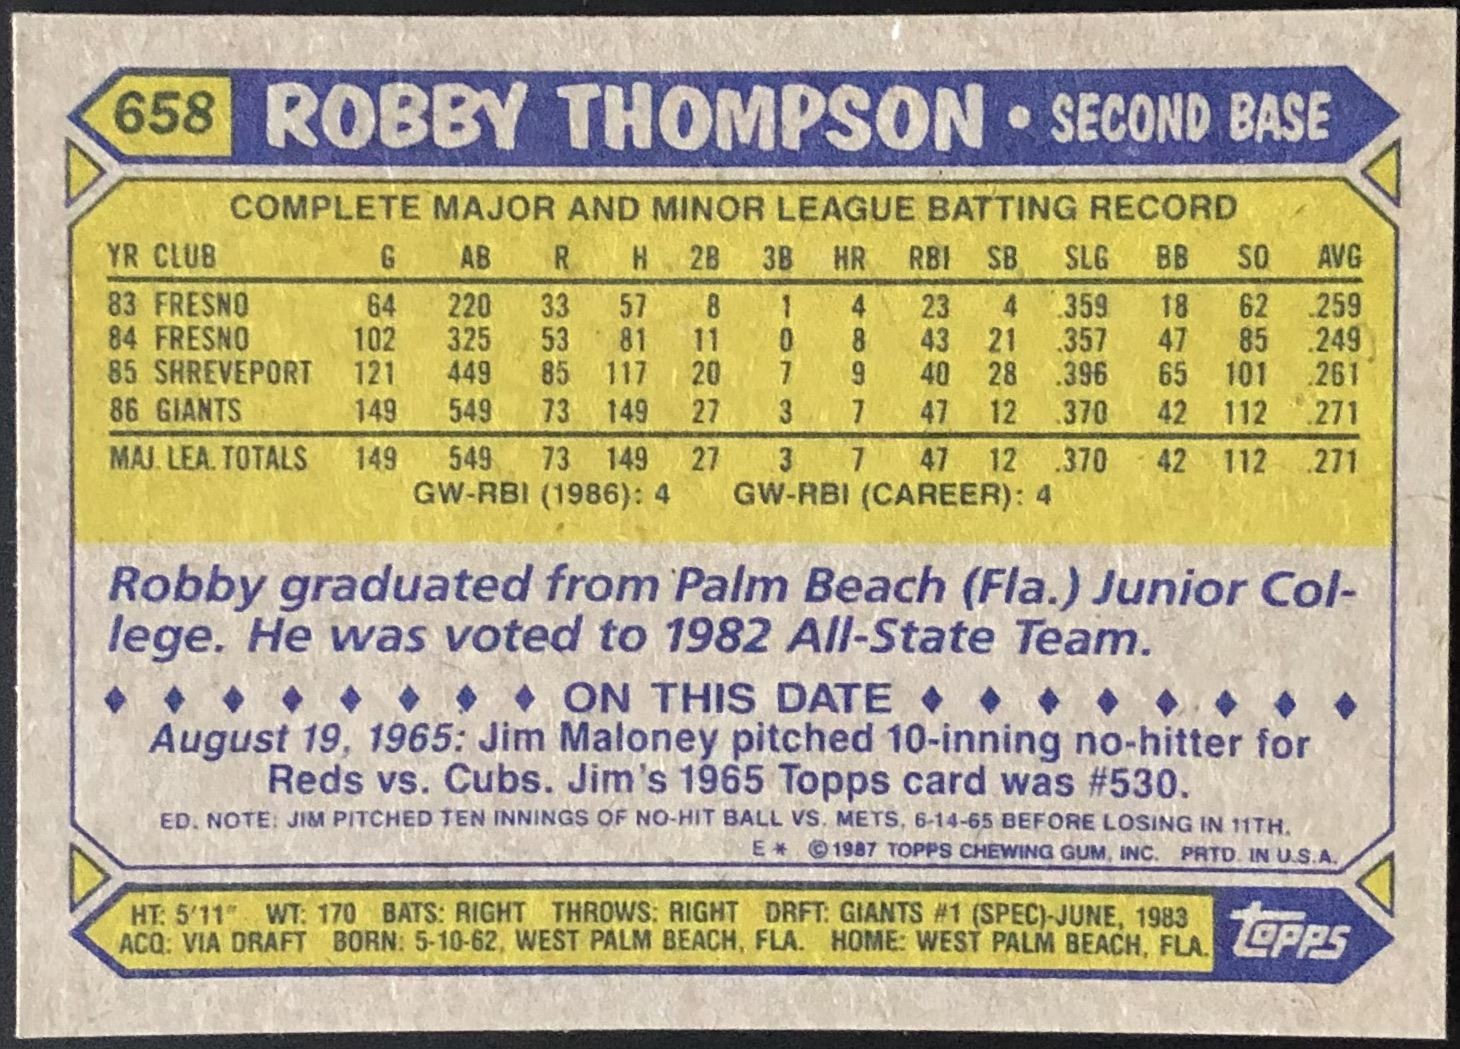 658 ROBBY THOMPSON • SECOND BASE
COMPLETE MAJOR AND MINOR LEAGUE BATTING RECORD
YR CLUB G AB R H 2B 3B HR RBI SB SLG BB SO AVG
83 FRESNO 64 220 33 57 8 1 4 23 4 .359 18 62 .259
84 FRESNO 102 325 53 81 11 0 8 43 21 .357 47 85 .249
85 SHREVEPORT 121 449 85 117 20 7 9 40 28 .396 65 101 .261
86 GIANTS 149 549 73 149 27 3 7 47 12 .370 42 112 .271
MAJ. LEA. TOTALS 149 549 73 149 27 3 7 47 12 .370 42 112 .271
GW-RBI (1986): 4 GW-RBI (CAREER): 4
Robby graduated from Palm Beach (Fla.) Junior Col-
lege. He was voted to 1982 All-State Team.
♦ ♦ ♦ ♦ ♦ ♦ ♦ ♦ ON THIS DATE ♦ ♦ ♦ ♦ ♦ ♦ ♦ ♦
August 19, 1965: Jim Maloney pitched 10-inning no-hitter for
Reds vs. Cubs. Jim's 1965 Topps card was #530.
ED. NOTE: JIM PITCHED TEN INNINGS OF NO-HIT BALL VS. METS, 6-14-65 BEFORE LOSING IN 11TH.
E* ©1987 TOPPS CHEWING GUM, INC. PRTD. IN U.S.A.
HT: 5'11" WT: 170 BATS: RIGHT THROWS: RIGHT DRFT: GIANTS #1 (SPEC)-JUNE, 1983
ACQ: VIA DRAFT BORN: 5-10-62, WEST PALM BEACH, FLA. HOME: WEST PALM BEACH, FLA.
topps